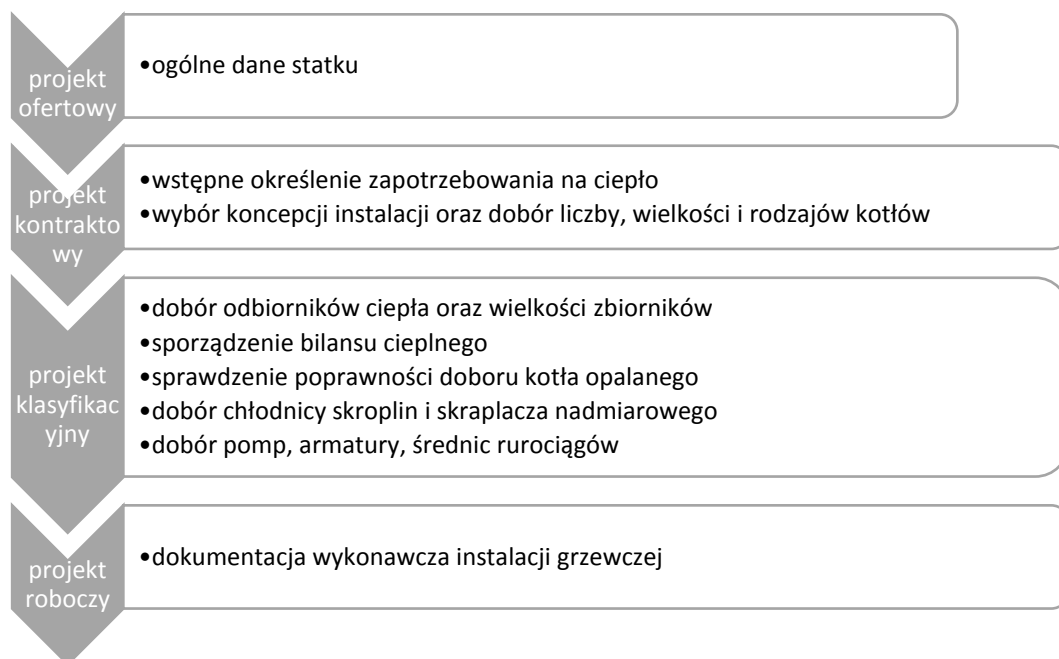 projekt
ofertowy
•ogólne dane statku
projekt
kontrakto
wy
•wstępne określenie zapotrzebowania na ciepło
•wybór koncepcji instalacji oraz dobór liczby, wielkości i rodzajów kotłów
projekt
klasyfikac
yjny
•dobór odbiorników ciepła oraz wielkości zbiorników
•sporządzenie bilansu cieplnego
•sprawdzenie poprawności doboru kotła opalanego
•dobór chłodnicy skroplin i skraplacza nadmiarowego
•dobór pomp, armatury, średnic rurociągów
projekt
roboczy
•dokumentacja wykonawcza instalacji grzewczej